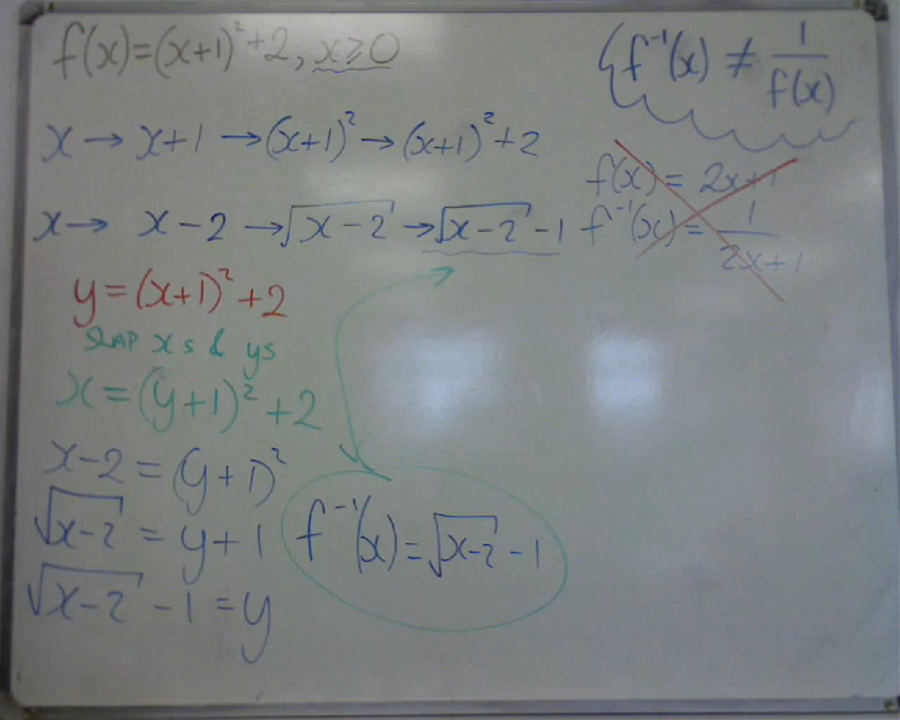 f(x)=(x+1)²+2, x≥0
x → x+1 → (x+1)² → (x+1)²+2
x → x-2 → √x-2 → √x-2 -1
y=(x+1)²+2
SWAP xs & ys
x=(y+1)²+2
x-2=(y+1)²
√x-2 = y+1
√x-2 -1=y
f⁻¹(x)=√x-2 -1
{f⁻¹(x) ≠ 1/f(x)
f(x)= 2x+1
f⁻¹(x)= 1/2x+1